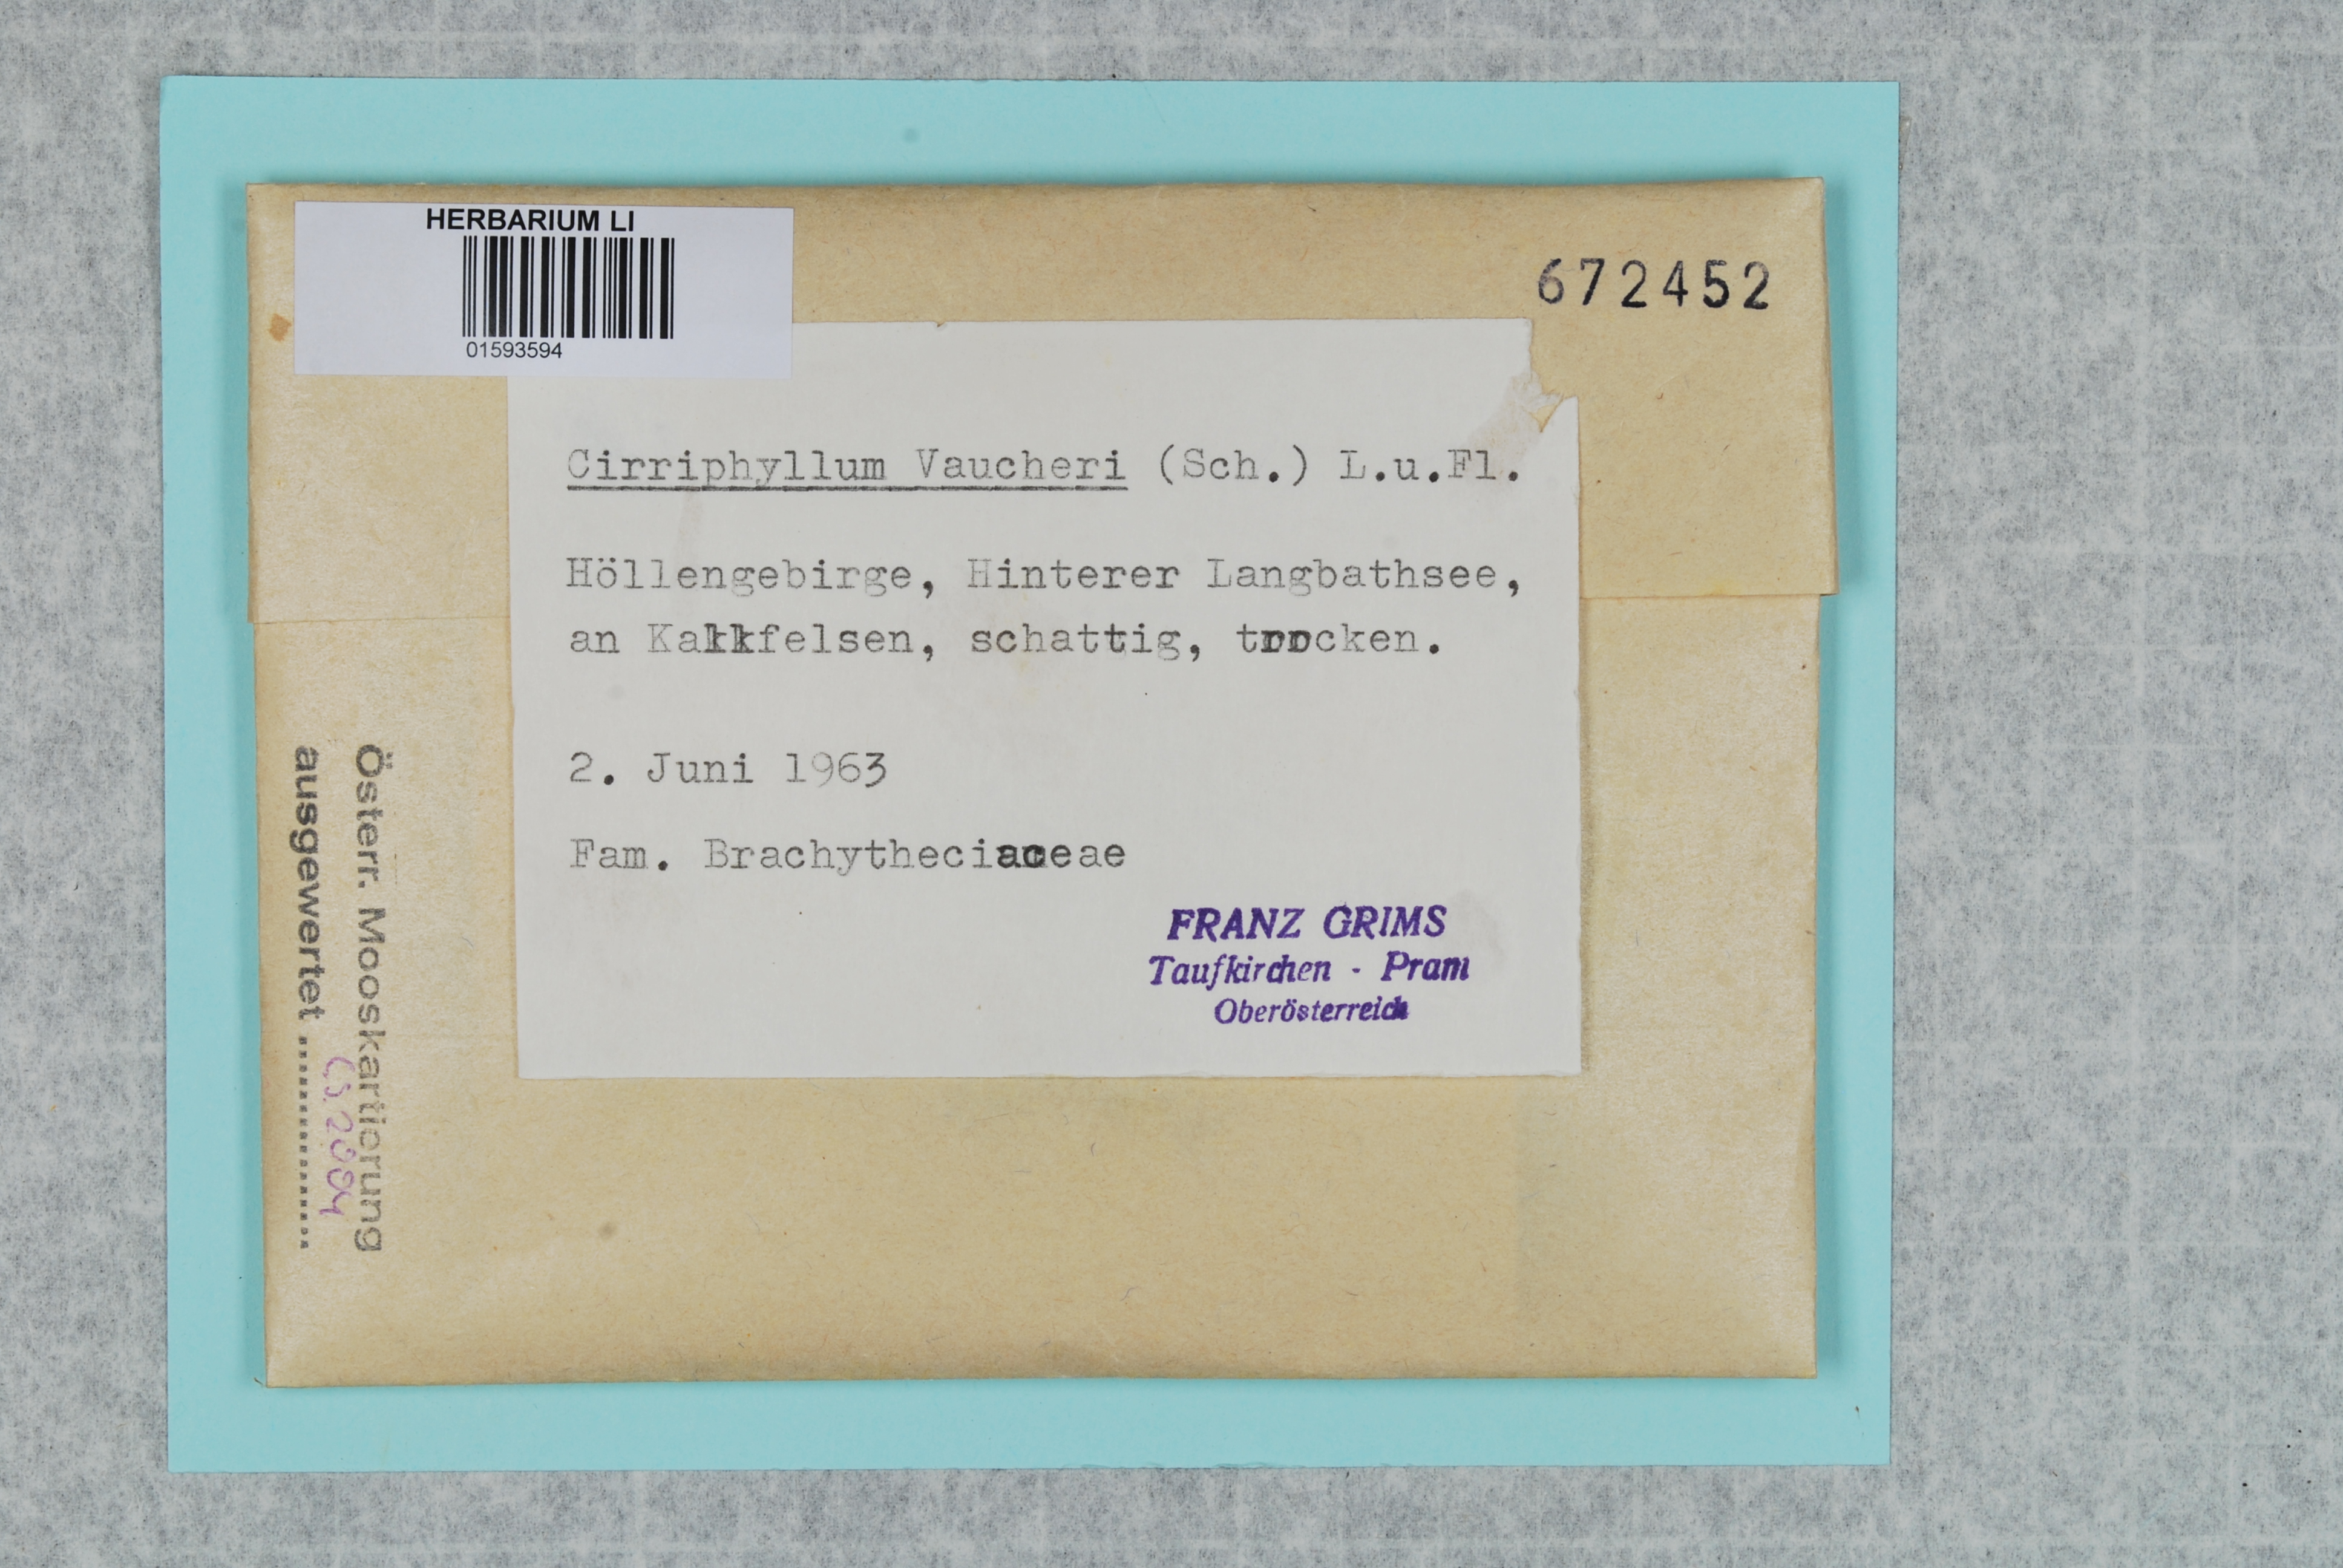 HERBARIUM LI
01593594
672452
Cirriphyllum Vaucheri (Sch.) L.u.Fl.
Höllengebirge, Hinterer Langbathsee,
an Kalkfelsen, schattig, trocken.
2. Juni 1963
Fam. Brachytheciaceae
FRANZ GRIMS
Taufkirchen - Pram
Oberösterreich
Österr. Mooskartierung
ausgewertet ....................
2004